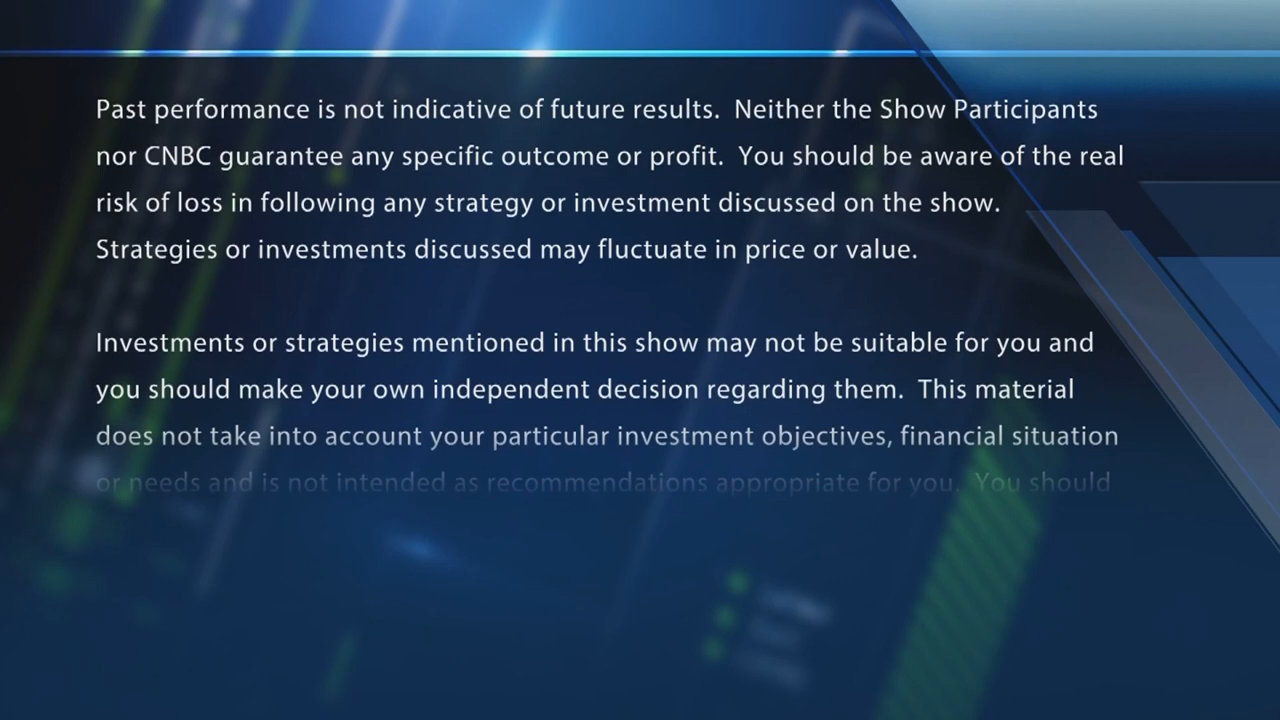 Past performance is not indicative of future results.  Neither the Show Participants
nor CNBC guarantee any specific outcome or profit.  You should be aware of the real
risk of loss in following any strategy or investment discussed on the show.
Strategies or investments discussed may fluctuate in price or value.
Investments or strategies mentioned in this show may not be suitable for you and
you should make your own independent decision regarding them.  This material
does not take into account your particular investment objectives, financial situation
or needs and is not intended as recommendations appropriate for you.  You should